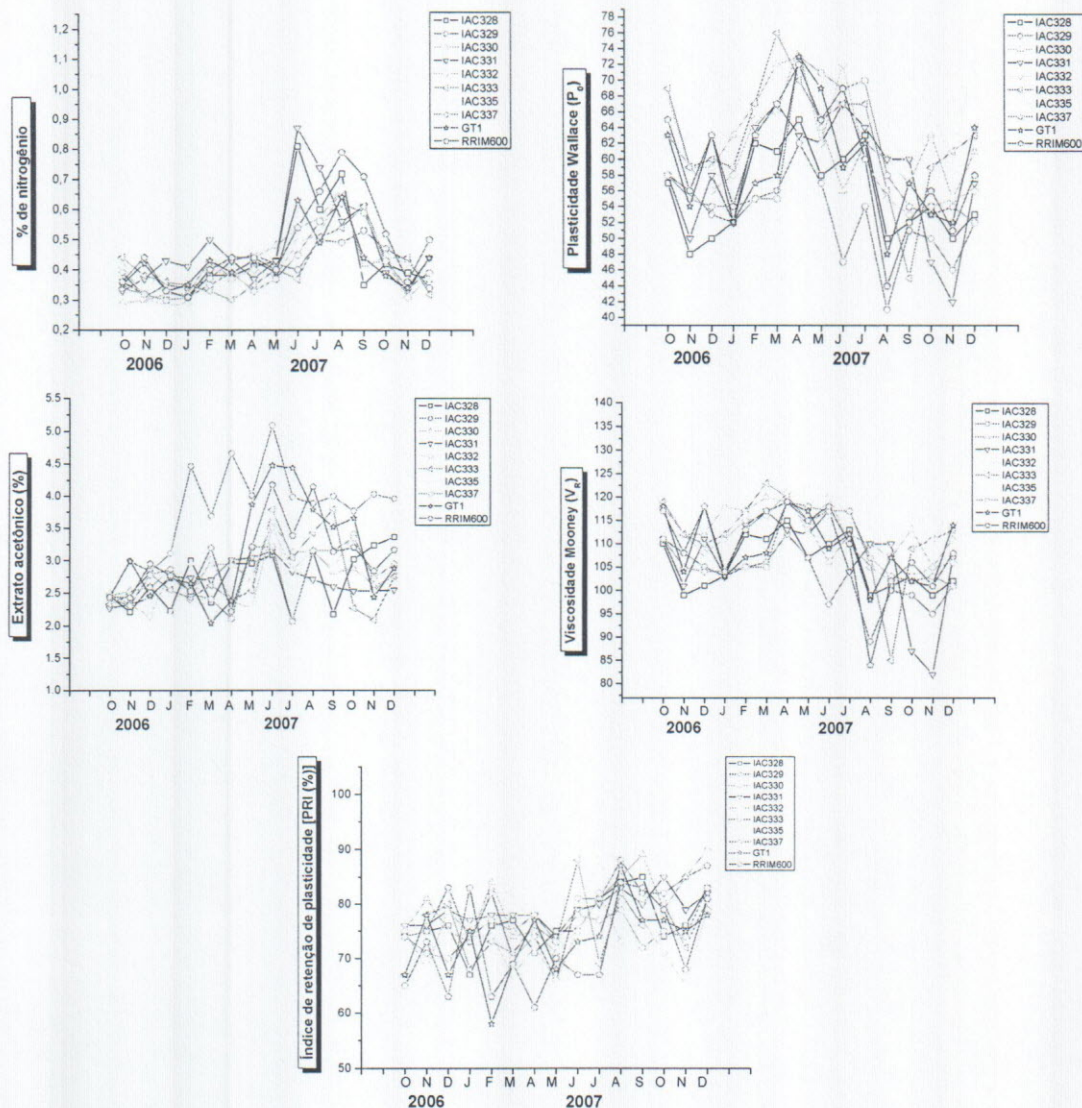 % de nitrogênio
1,2
1,1
1,0
0,9
0,8
0,7
0,6
0,5
0,4
0,3
0,2
O N D J F M A M J J A S O N D
2006 2007
IAC328
IAC329
IAC330
IAC331
IAC332
IAC333
IAC335
IAC337
GT1
RRIM600
Plasticidade Wallace (P₀)
78
76
74
72
70
68
66
64
62
60
58
56
54
52
50
48
46
44
42
40
O N D J F M A M J J A S O N D
2006 2007
IAC328
IAC329
IAC330
IAC331
IAC332
IAC333
IAC335
IAC337
GT1
RRIM600
Extrato acetônico (%)
5.5
5.0
4.5
4.0
3.5
3.0
2.5
2.0
1.5
1.0
O N D J F M A M J J A S O N D
2006 2007
IAC328
IAC329
IAC330
IAC331
IAC332
IAC333
IAC335
IAC337
GT1
RRIM600
Viscosidade Mooney (V_R)
140
135
130
125
120
115
110
105
100
95
90
85
80
O N D J F M A M J J A S O N D
2006 2007
IAC328
IAC329
IAC330
IAC331
IAC332
IAC333
IAC335
IAC337
GT1
RRIM600
Índice de retenção de plasticidade [PRI (%)]
100
90
80
70
60
50
O N D J F M A M J J A S O N D
2006 2007
IAC328
IAC329
IAC330
IAC331
IAC332
IAC333
IAC335
IAC337
GT1
RRIM600